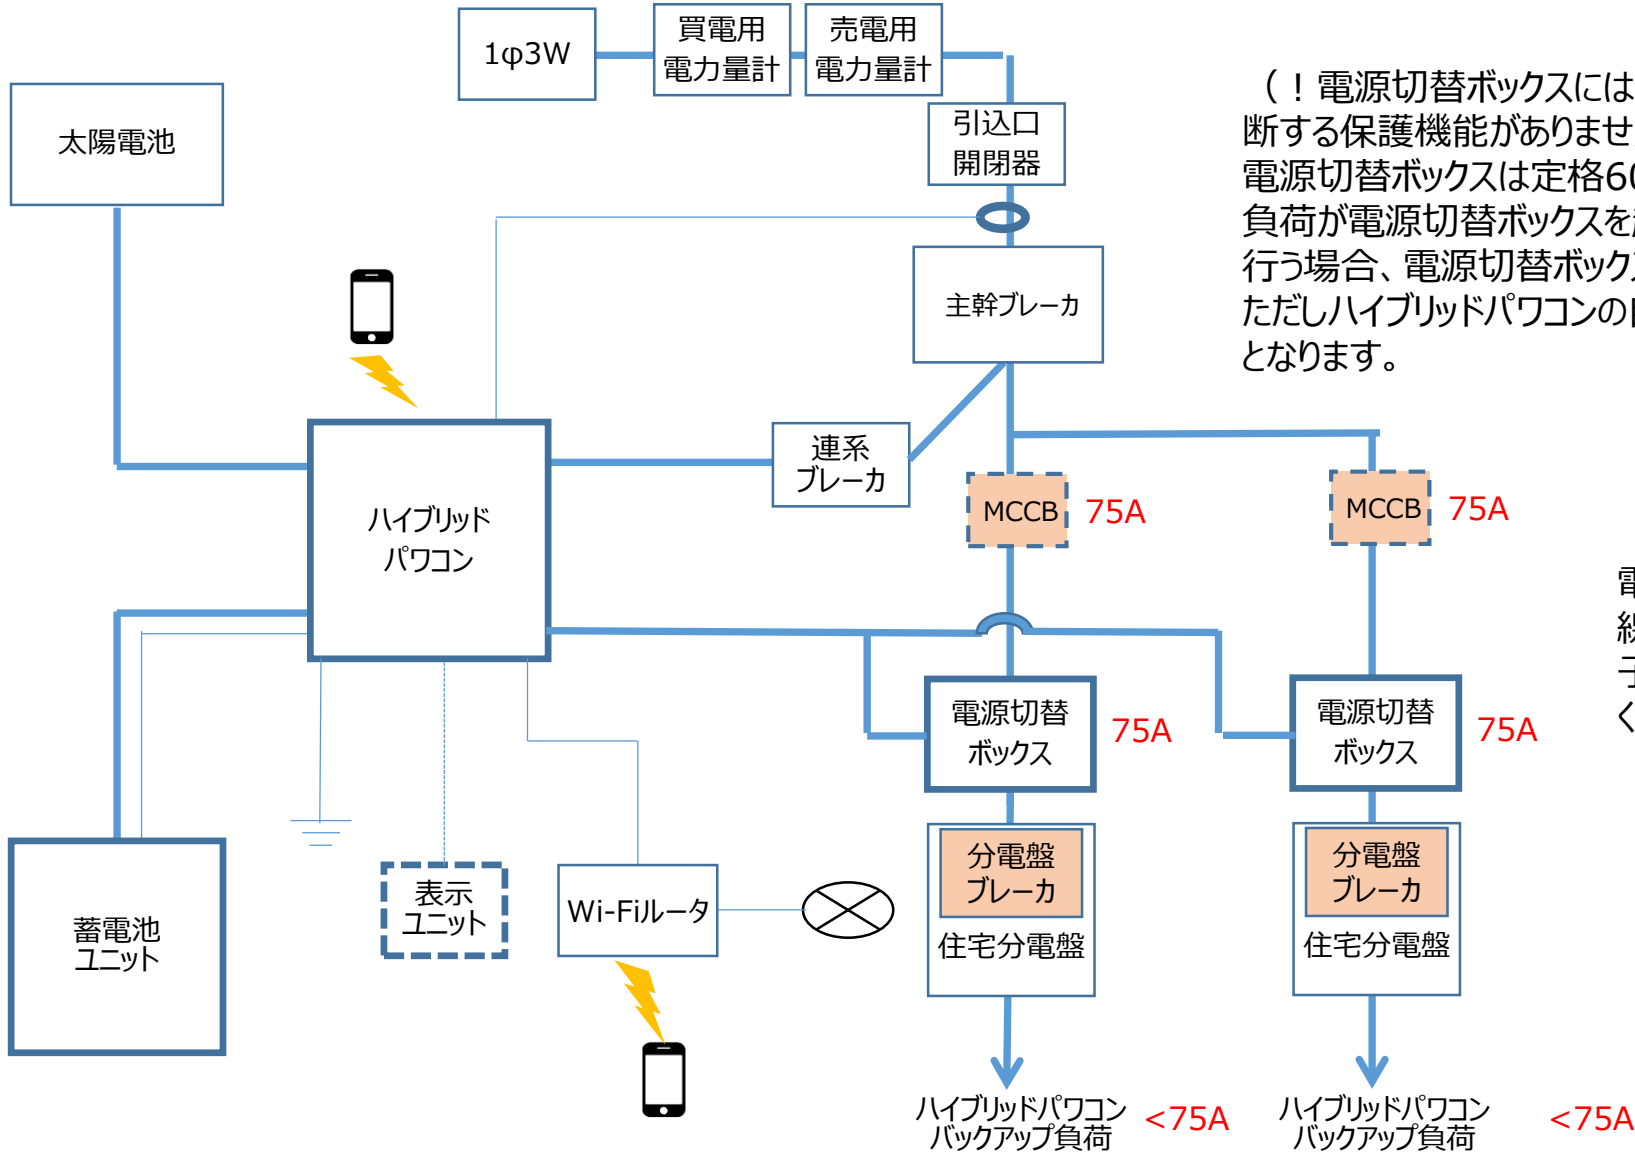 1φ3W
買電用
電力量計
売電用
電力量計
引込口
開閉器
太陽電池
（！電源切替ボックスには
断する保護機能がありませ
電源切替ボックスは定格60
負荷が電源切替ボックスを
行う場合、電源切替ボック
ただしハイブリッドパワコンの
となります。
主幹ブレーカ
連系
ブレーカ
MCCB
75A
MCCB
75A
ハイブリッド
パワコン
電
線
子
く
電源切替
ボックス
75A
電源切替
ボックス
75A
分電盤
ブレーカ
住宅分電盤
分電盤
ブレーカ
住宅分電盤
表示
ユニット
Wi-Fiルータ
蓄電池
ユニット
ハイブリッドパワコン
バックアップ負荷
<75A
ハイブリッドパワコン
バックアップ負荷
<75A